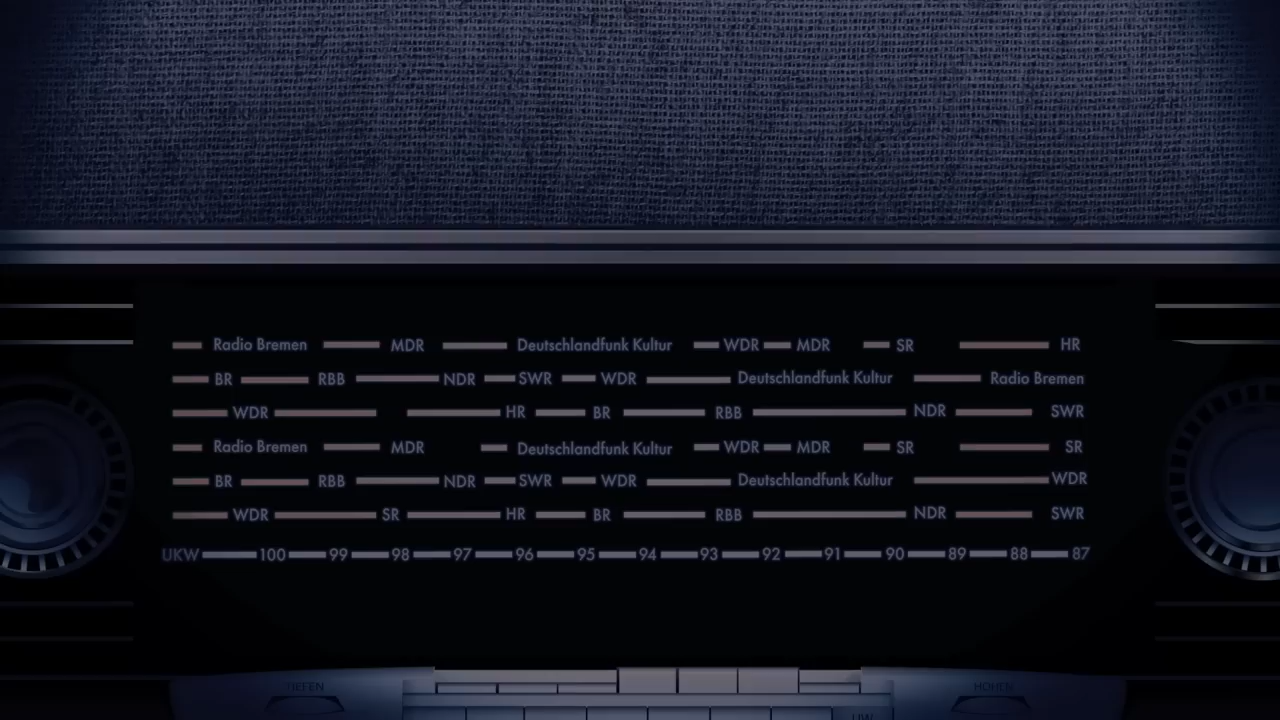 Radio Bremen MDR Deutschlandfunk Kultur WDR MDR SR HR
BR RBB NDR SWR WDR Deutschlandfunk Kultur Radio Bremen
WDR HR BR RBB NDR SWR
Radio Bremen MDR Deutschlandfunk Kultur WDR MDR SR SR
BR RBB NDR SWR WDR Deutschlandfunk Kultur WDR
WDR SR HR BR RBB NDR SWR
UKW 100 99 98 97 96 95 94 93 92 91 90 89 88 87
TIEFEN HÖHEN